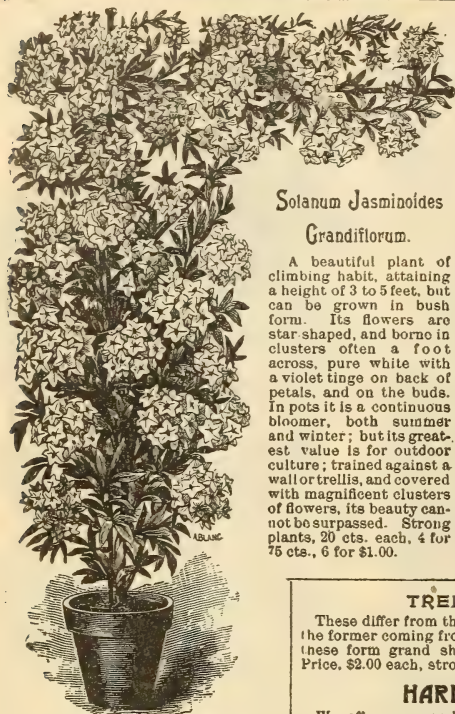 Solanum Jasminoides
Grandiflorum.
A beautiful plant of
climbing habit, attaining
a height of 3 to 5 feet, but
can be grown in bush
form. Its flowers are
star-shaped, and borne in
clusters often a foot
across, pure white with
a violet tinge on back of
petals, and on the buds.
In pots it is a continuous
bloomer, both summer
and winter; but its great-
est value is for outdoor
culture; trained against a
wall or trellis, and covered
with magnificent clusters
of flowers, its beauty can-
not be surpassed. Strong
plants, 20 cts. each, 4 for
75 cts., 6 for $1.00.
A.BLANC
TREE
These differ from th
the former coming fro
these form grand sh
Price, $2.00 each, stro
HARD